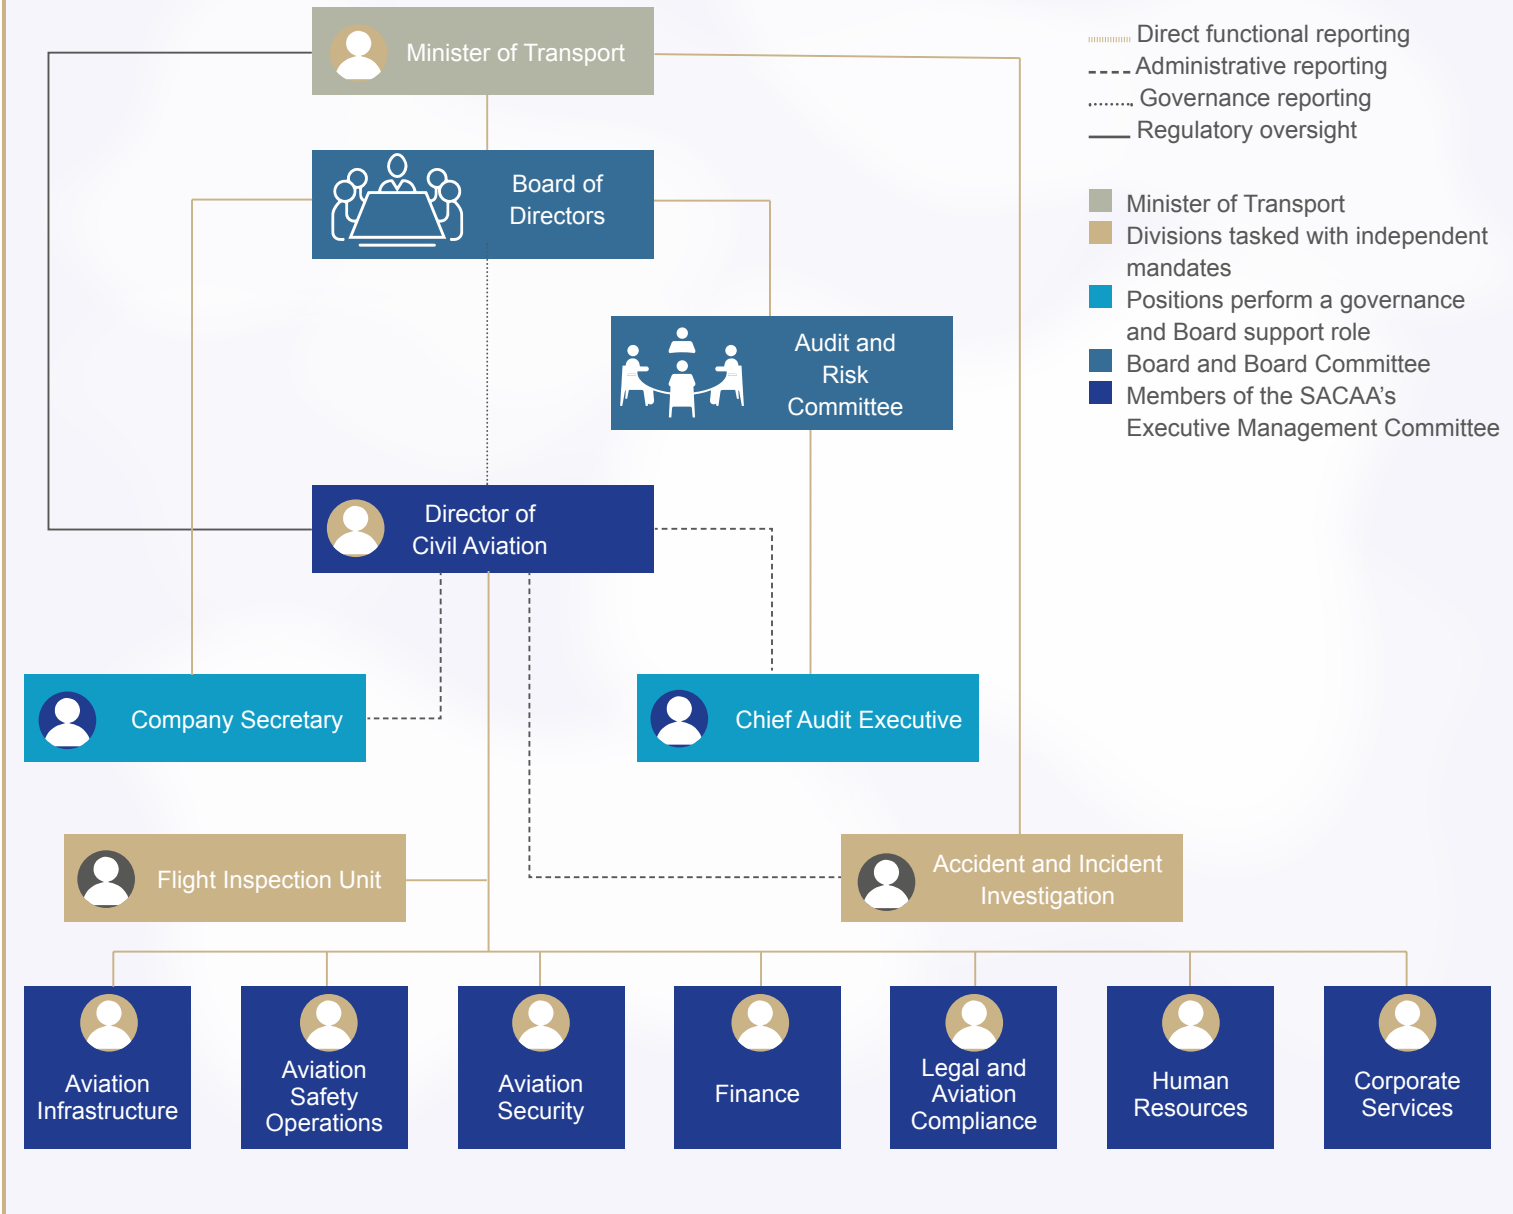 Minister of Transport
Direct functional reporting
Administrative reporting
Governance reporting
Regulatory oversight
Board of
Directors
Minister of Transport
Divisions tasked with independent
mandates
Positions perform a governance
and Board support role
Board and Board Committee
Members of the SACAA's
Executive Management Committee
Audit and
Risk
Committee
Director of
Civil Aviation
Company Secretary
Chief Audit Executive
Flight Inspection Unit
Accident and Incident
Investigation
Aviation
Infrastructure
Aviation
Safety
Operations
Aviation
Security
Finance
Legal and
Aviation
Compliance
Human
Resources
Corporate
Services